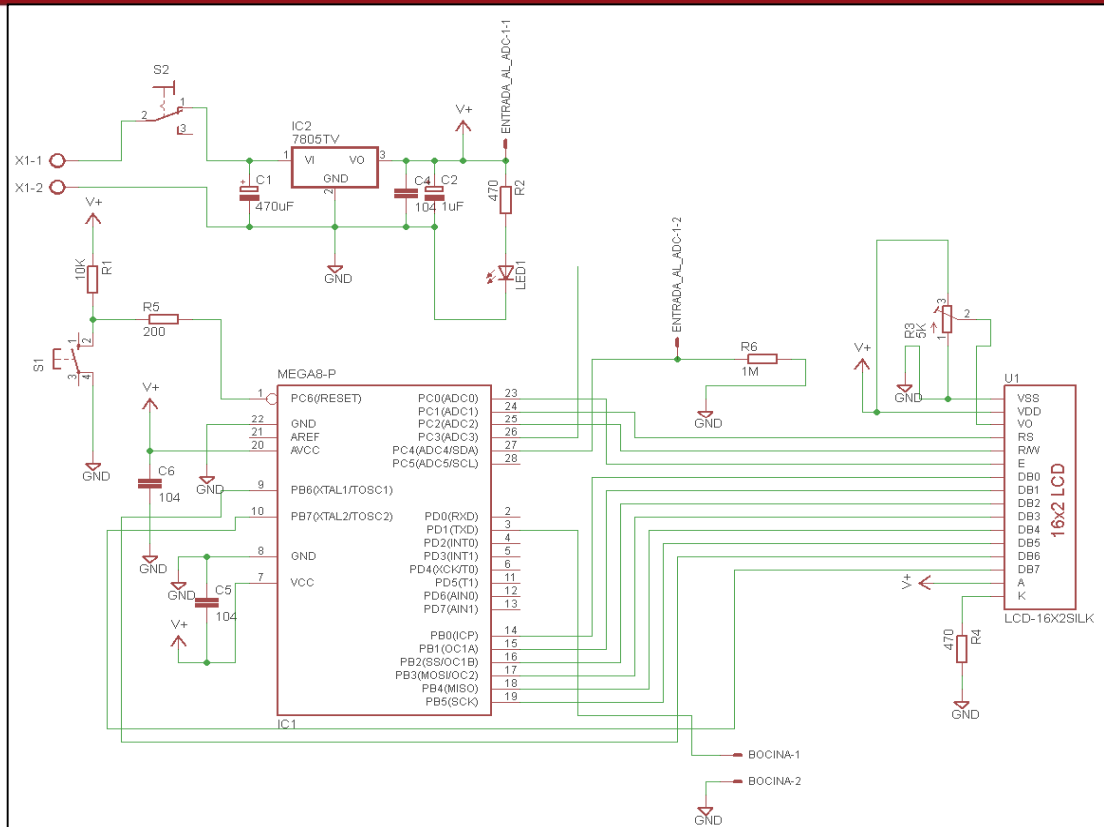 S2
1
2
3
X1-1
X1-2
C1
470uF
IC2
7805TV
1
VI
VO
3
GND
2
GND
C4
104
C2
1uF
V+
ENTRADA_AL_ADC-1-1
470
R2
LED1
V+
10K
R1
R5
200
S1
1
2
3
4
GND
V+
C6
104
GND
GND
GND
C5
104
V+
MEGA8-P
1
PC6(/RESET)
22
GND
21
AREF
20
AVCC
9
PB6(XTAL1/TOSC1)
10
PB7(XTAL2/TOSC2)
8
GND
7
VCC
PC0(ADC0)
23
PC1(ADC1)
24
PC2(ADC2)
25
PC3(ADC3)
26
PC4(ADC4/SDA)
27
PC5(ADC5/SCL)
28
PD0(RXD)
2
PD1(TXD)
3
PD2(INT0)
4
PD3(INT1)
5
PD4(XCK/T0)
6
PD5(T1)
11
PD6(AIN0)
12
PD7(AIN1)
13
PB0(ICP)
14
PB1(OC1A)
15
PB2(SS/OC1B)
16
PB3(MOSI/OC2)
17
PB4(MISO)
18
PB5(SCK)
19
IC1
ENTRADA_AL_ADC-1-2
R6
1M
GND
R3
5K
3
2
1
V+
GND
U1
VSS
VDD
VO
RS
R/W
E
DB0
DB1
DB2
DB3
DB4
DB5
DB6
DB7
A
K
16x2 LCD
LCD-16X2SILK
V+
470
R4
GND
BOCINA-1
BOCINA-2
GND